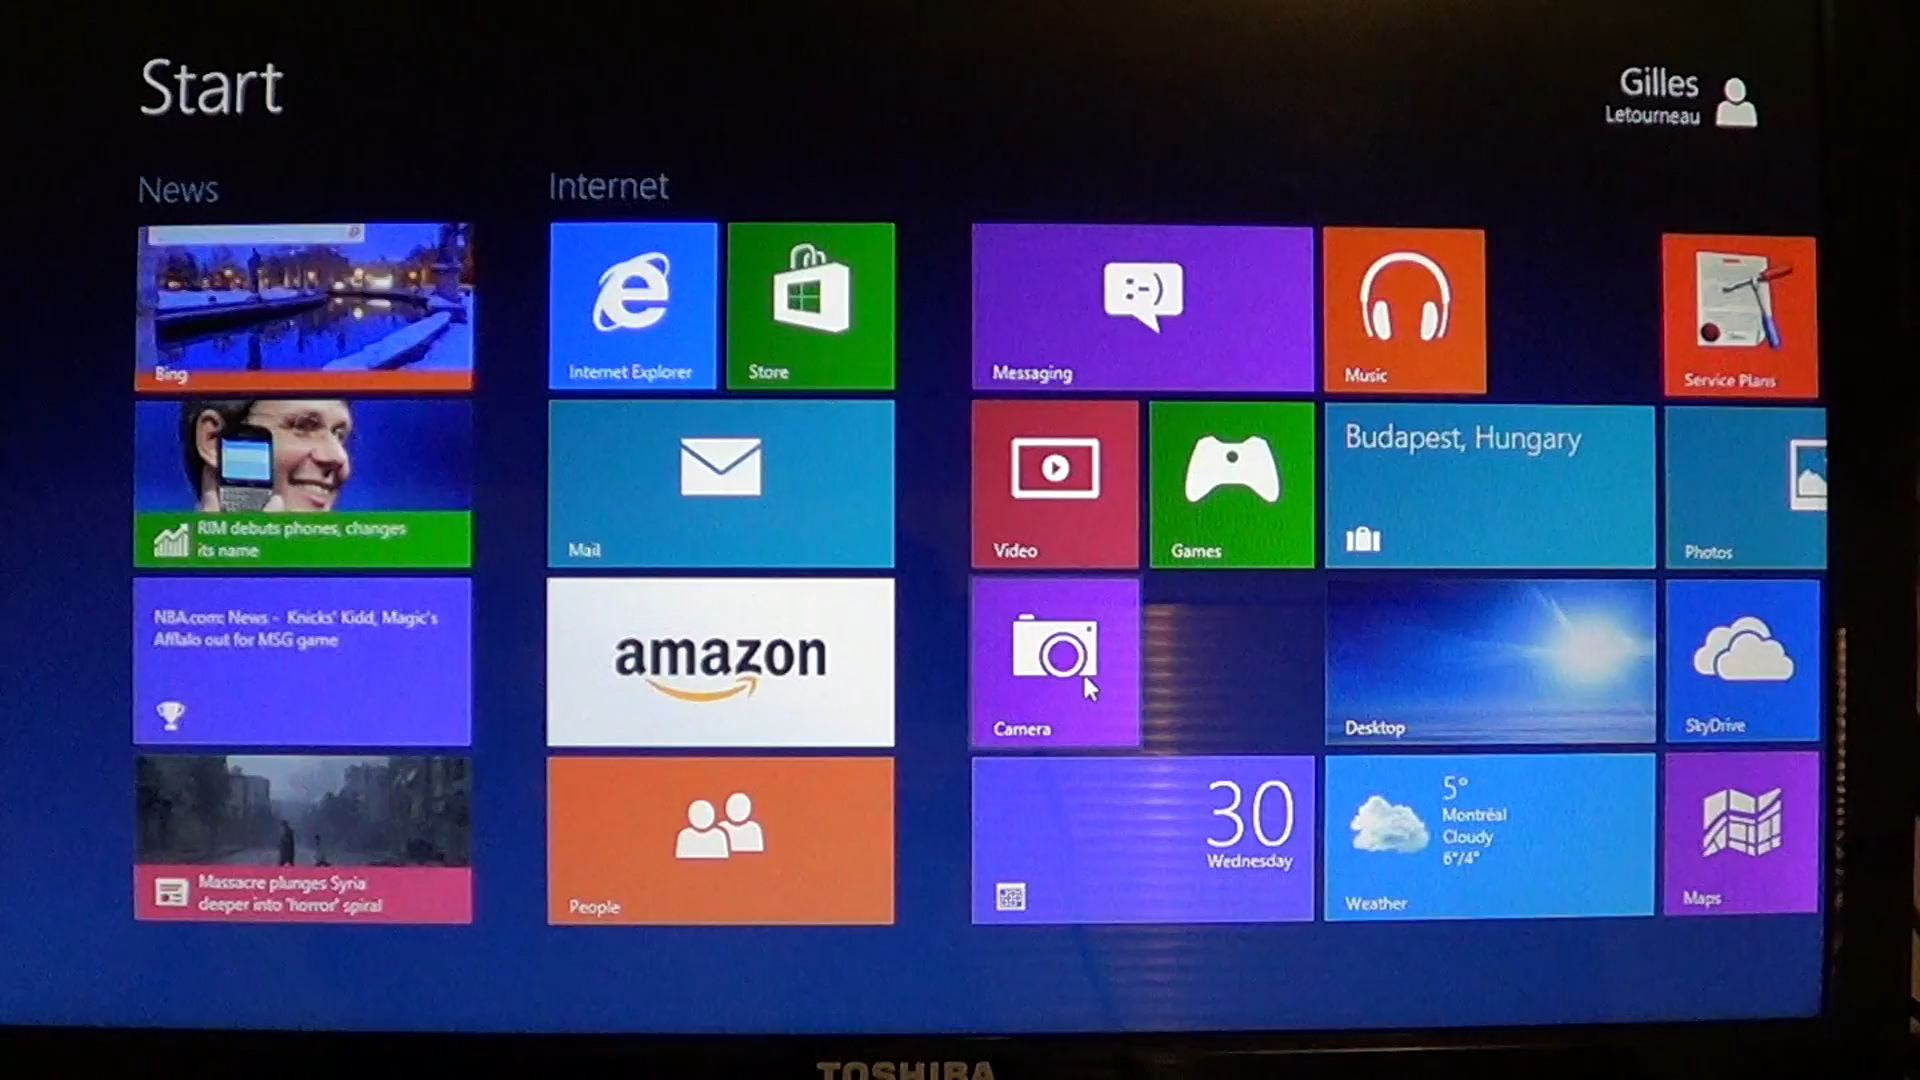 Start
Gilles
Letourneau
News
Internet
Bing
Internet Explorer
Store
Messaging
Music
Service Plans
RIM debuts phones, changes
its name
Mail
Video
Games
Budapest, Hungary
Photos
NBA.com: News - Knicks' Kidd, Magic's
Afflalo out for MSG game
amazon
Camera
Desktop
SkyDrive
Massacre plunges Syria
deeper into 'horror' spiral
People
30
Wednesday
5°
Montréal
Cloudy
6°/4°
Weather
Maps
TOSHIBA